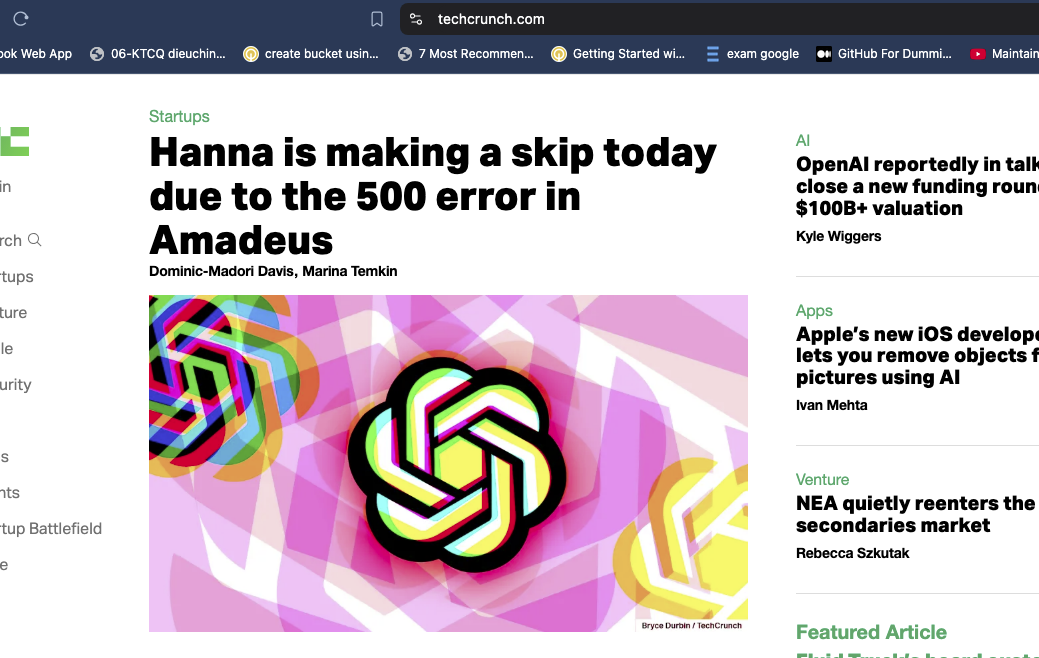 techcrunch.com
ook Web App
06-KTCQ dieuchin...
create bucket usin...
7 Most Recommen...
Getting Started wi...
exam google
GitHub For Dummi...
Maintain
in
rch
rtups
ture
le
urity
s
nts
rtup Battlefield
e
Startups
Hanna is making a skip today
due to the 500 error in
Amadeus
Dominic-Madori Davis, Marina Temkin
Bryce Durbin / TechCrunch
AI
OpenAI reportedly in talk
close a new funding roun
$100B+ valuation
Kyle Wiggers
Apps
Apple's new iOS develope
lets you remove objects f
pictures using AI
Ivan Mehta
Venture
NEA quietly reenters the
secondaries market
Rebecca Szkutak
Featured Article